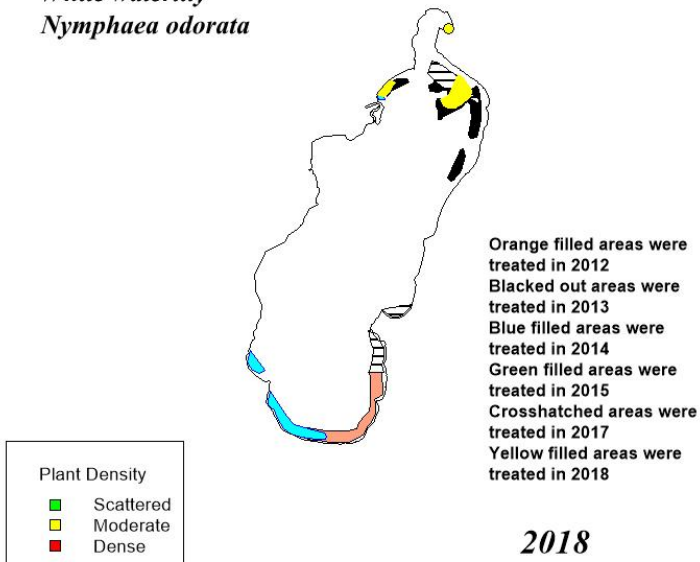 Nymphaea odorata
Orange filled areas were
treated in 2012
Blacked out areas were
treated in 2013
Blue filled areas were
treated in 2014
Green filled areas were
treated in 2015
Crosshatched areas were
treated in 2017
Yellow filled areas were
treated in 2018
Plant Density
Scattered
Moderate
Dense
2018